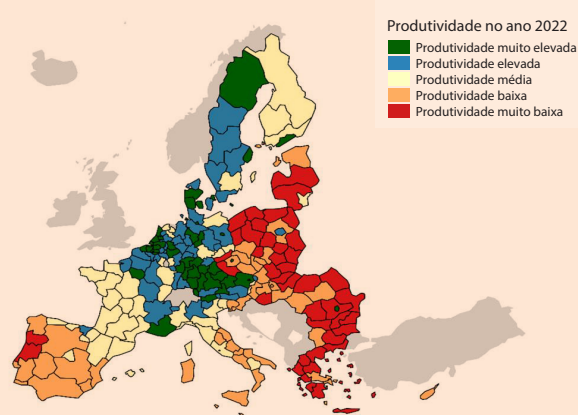 Produtividade no ano 2022
Produtividade muito elevada
Produtividade elevada
Produtividade média
Produtividade baixa
Produtividade muito baixa